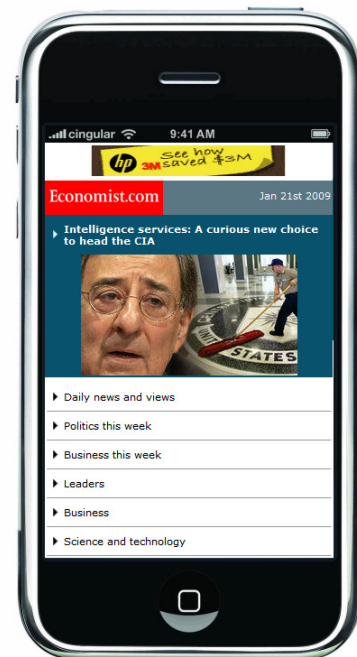 cingular 9:41 AM
hp 3M See how 3M saved $3M
Economist.com Jan 21st 2009
Intelligence services: A curious new choice
to head the CIA
UNITED STATES
Daily news and views
Politics this week
Business this week
Leaders
Business
Science and technology